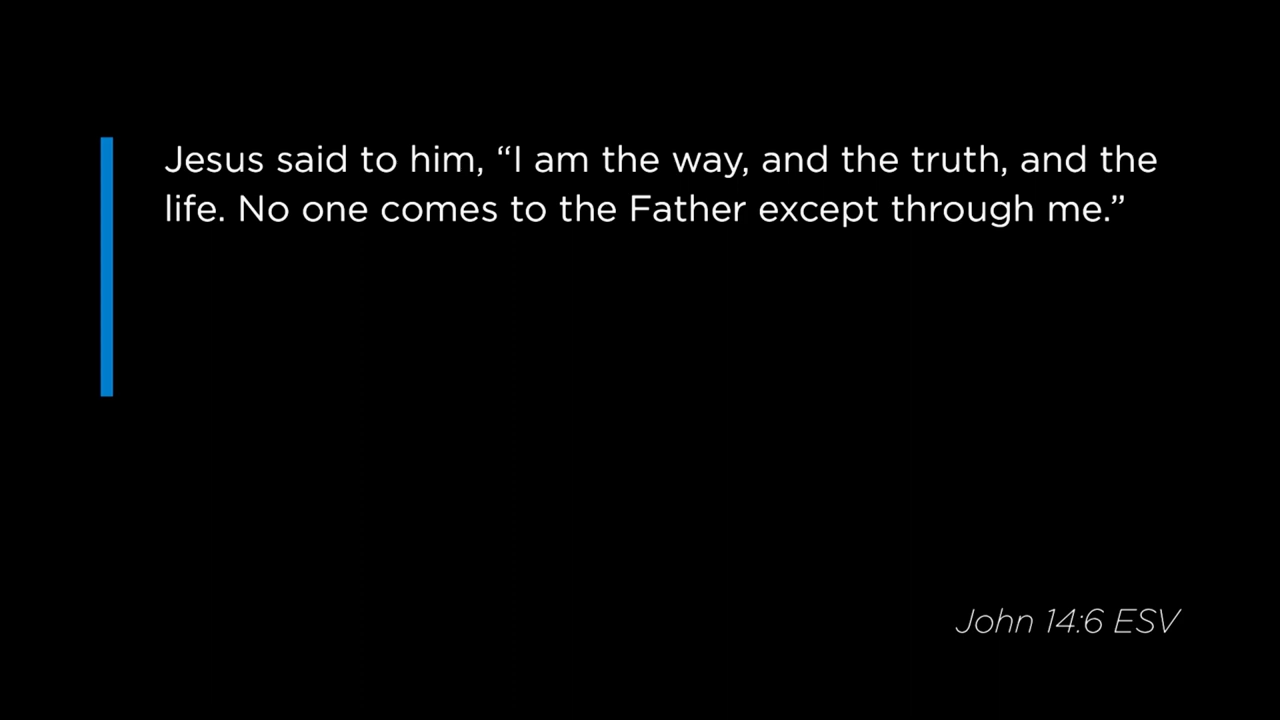 Jesus said to him, “I am the way, and the truth, and the
life. No one comes to the Father except through me.”
John 14:6 ESV